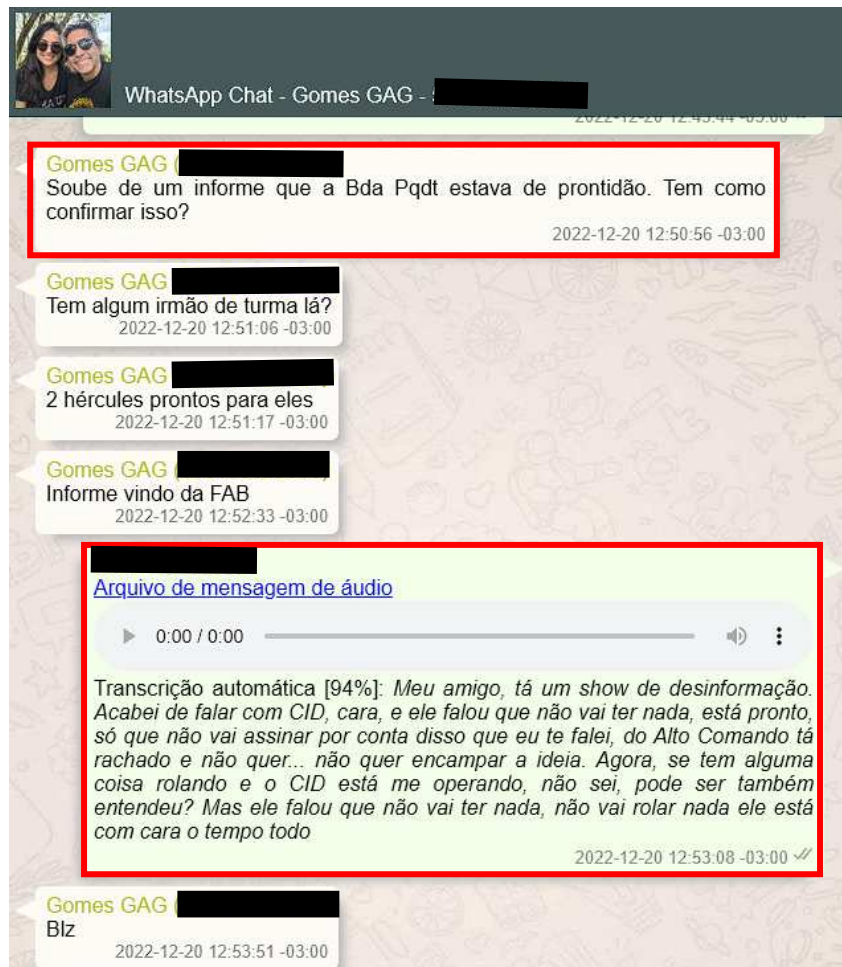 WhatsApp Chat - Gomes GAG -
Gomes GAG (
Soube de um informe que a Bda Pqdt estava de prontidão. Tem como
confirmar isso?
2022-12-20 12:50:56 -03:00
Gomes GAG
Tem algum irmão de turma lá?
2022-12-20 12:51:06 -03:00
Gomes GAG
2 hércules prontos para eles
2022-12-20 12:51:17 -03:00
Gomes GAG (
Informe vindo da FAB
2022-12-20 12:52:33 -03:00
Arquivo de mensagem de áudio
0:00 / 0:00
Transcrição automática [94%]: Meu amigo, tá um show de desinformação.
Acabei de falar com CID, cara, e ele falou que não vai ter nada, está pronto,
só que não vai assinar por conta disso que eu te falei, do Alto Comando tá
rachado e não quer... não quer encampar a ideia. Agora, se tem alguma
coisa rolando e o CID está me operando, não sei, pode ser também
entendeu? Mas ele falou que não vai ter nada, não vai rolar nada ele está
com cara o tempo todo
2022-12-20 12:53:08 -03:00
Gomes GAG (
Blz
2022-12-20 12:53:51 -03:00